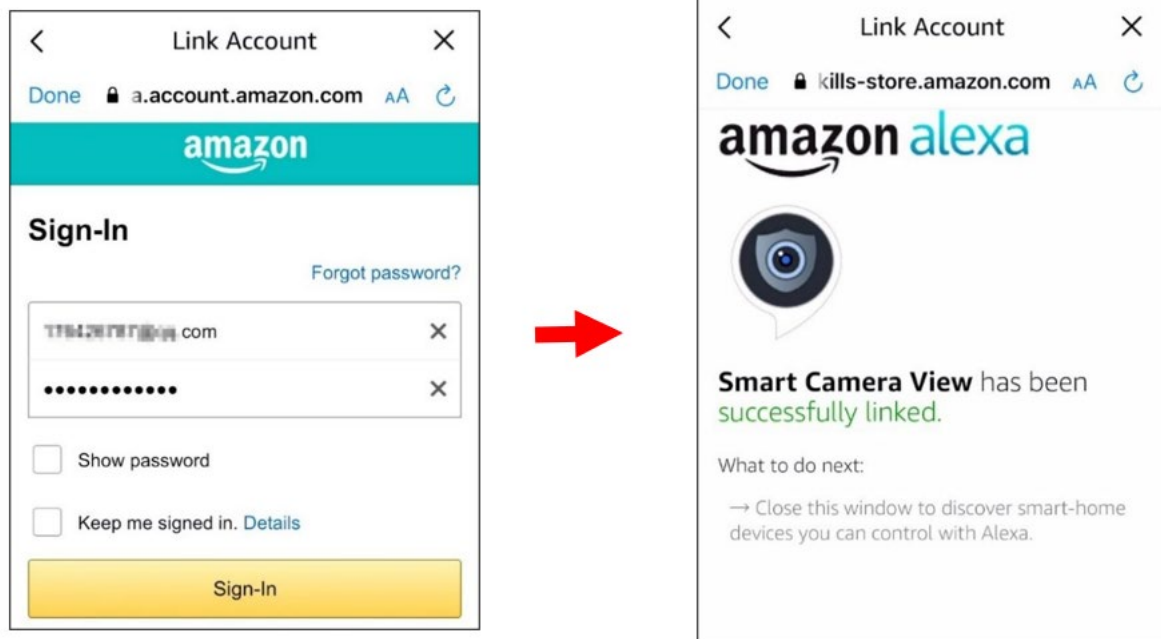 Link Account
Done a.account.amazon.com AA
amazon
Sign-In
Forgot password?
.com
Show password
Keep me signed in. Details
Sign-In
Link Account
Done kills-store.amazon.com AA
amazon alexa
Smart Camera View has been
successfully linked.
What to do next:
→ Close this window to discover smart-home
devices you can control with Alexa.